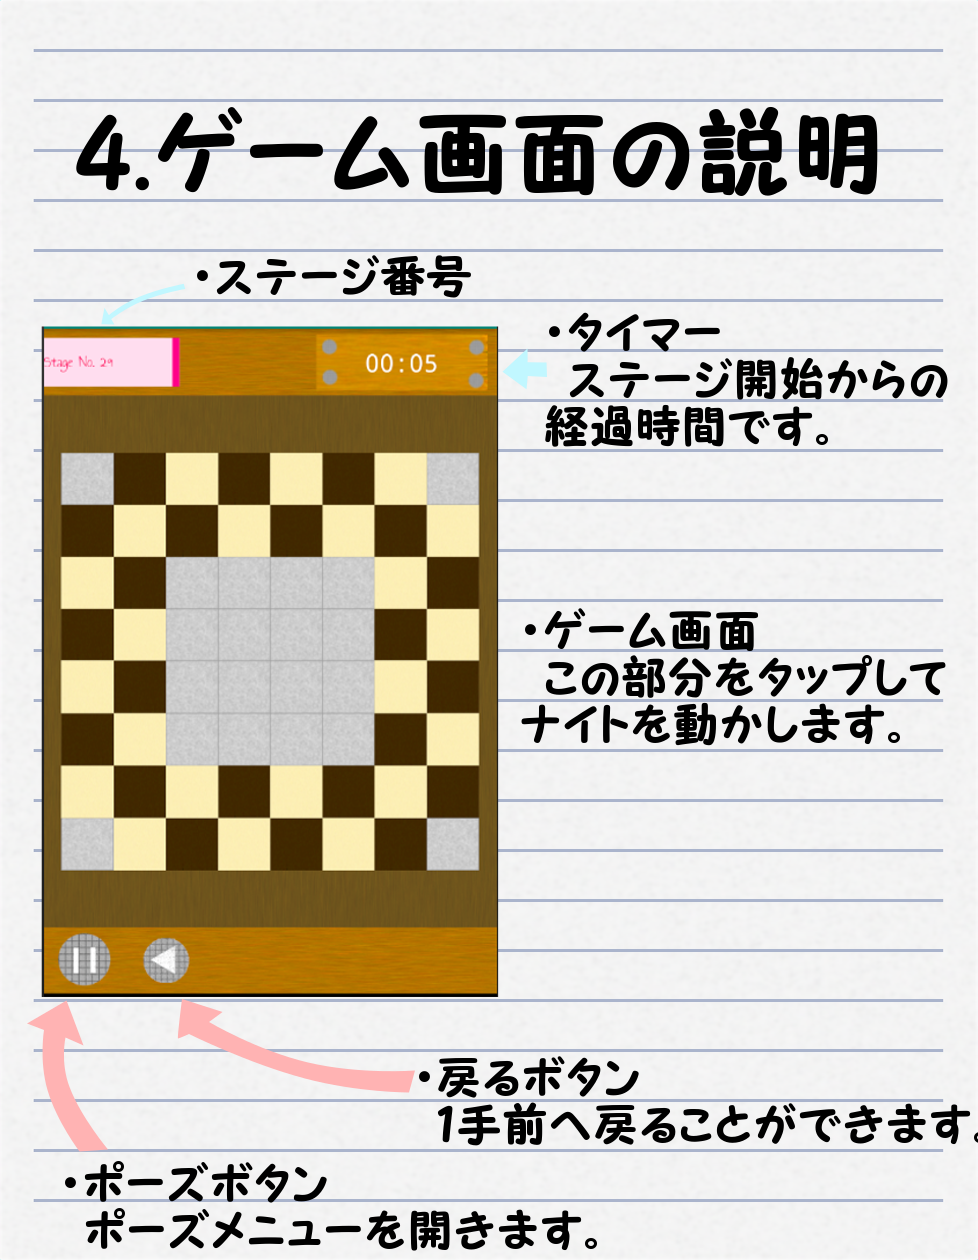 4.ゲーム画面の説明
・ステージ番号
Stage No. 29
00:05
・タイマー
ステージ開始からの
経過時間です。
・ゲーム画面
この部分をタップして
ナイトを動かします。
・戻るボタン
1手前へ戻ることができます。
・ポーズボタン
ポーズメニューを開きます。